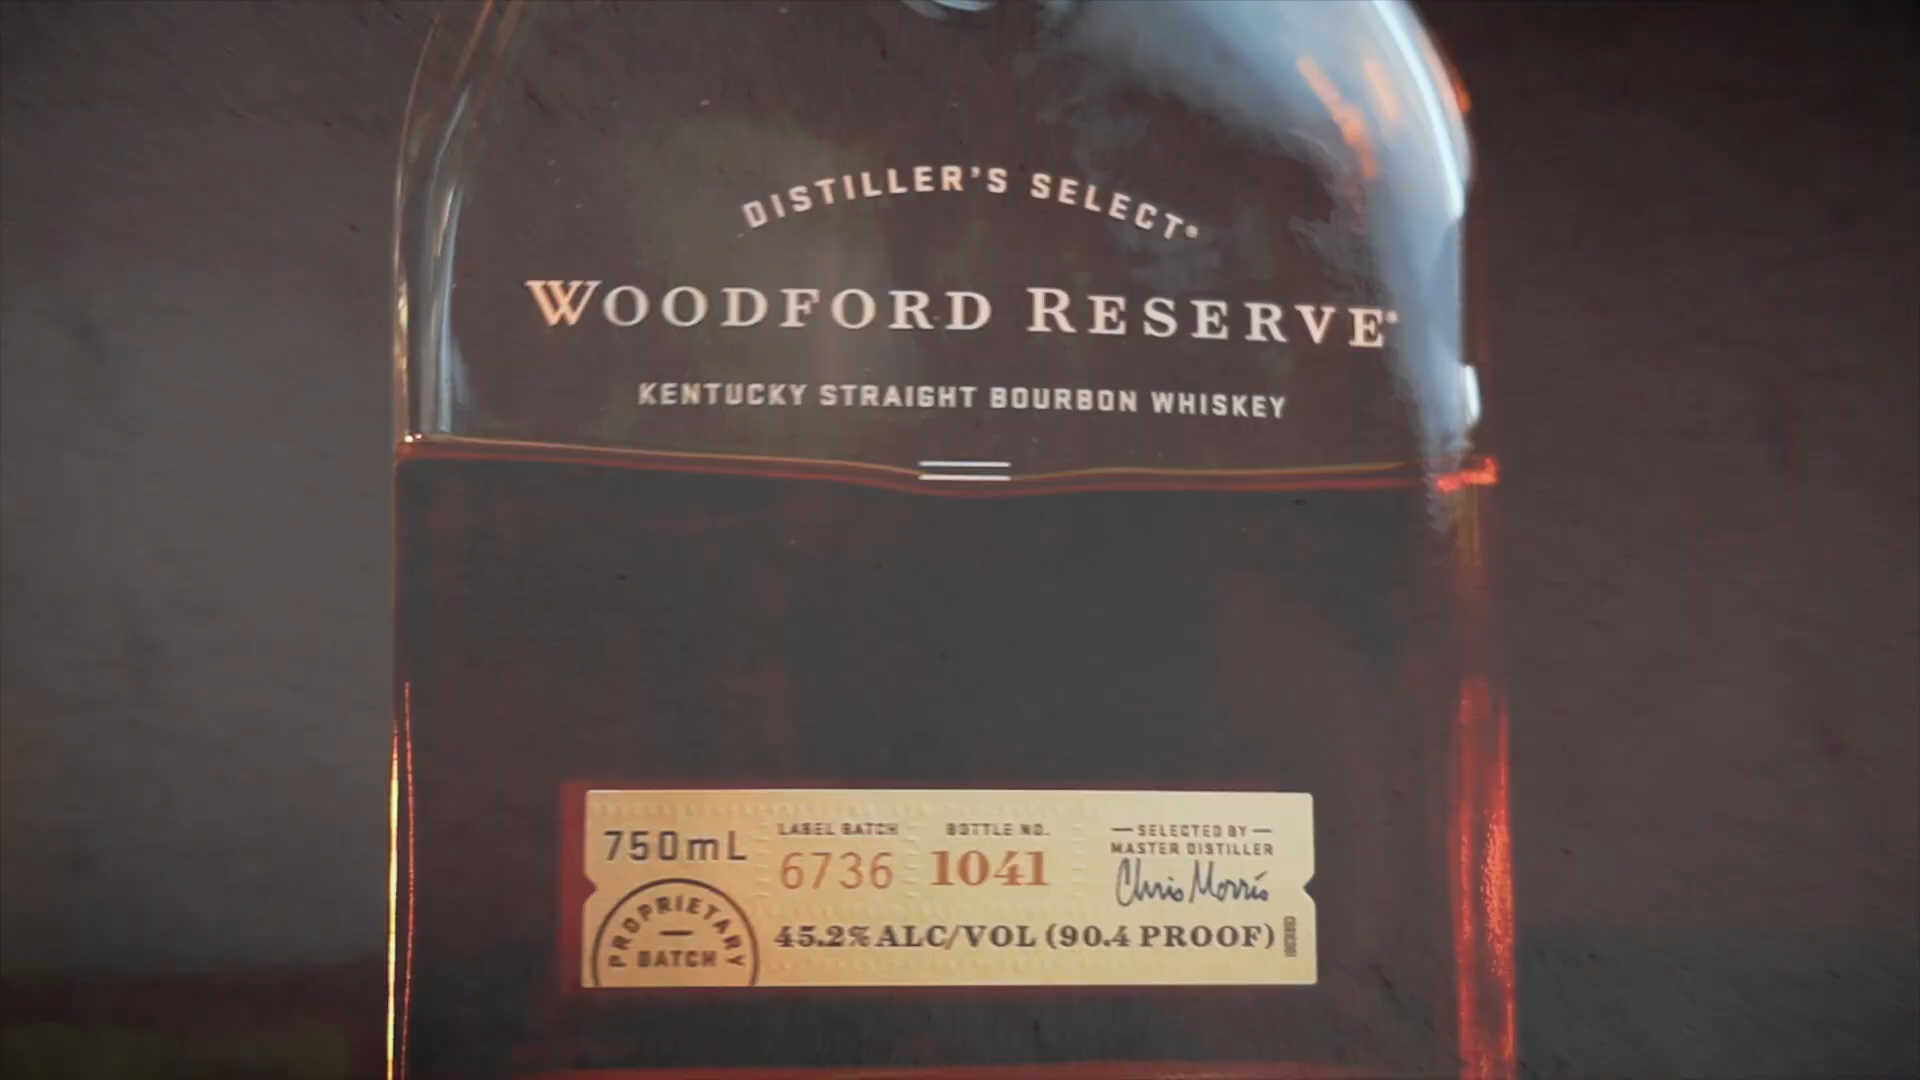 DISTILLER'S SELECT®
WOODFORD RESERVE®
KENTUCKY STRAIGHT BOURBON WHISKEY
750mL
LABEL BATCH
6736
BOTTLE NO.
1041
—SELECTED BY—
MASTER DISTILLER
Chris Morris
PROPRIETARY
BATCH
45.2% ALC/VOL (90.4 PROOF)